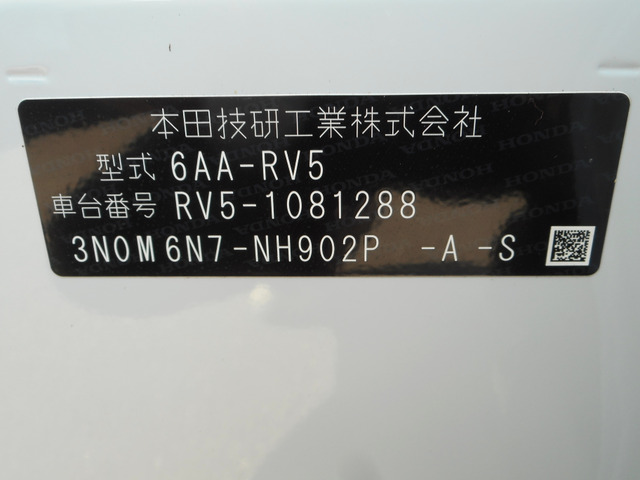 本田技研工業株式会社
型式 6AA-RV5
車台番号 RV5-1081288
3N0M6N7-NH902P -A -S